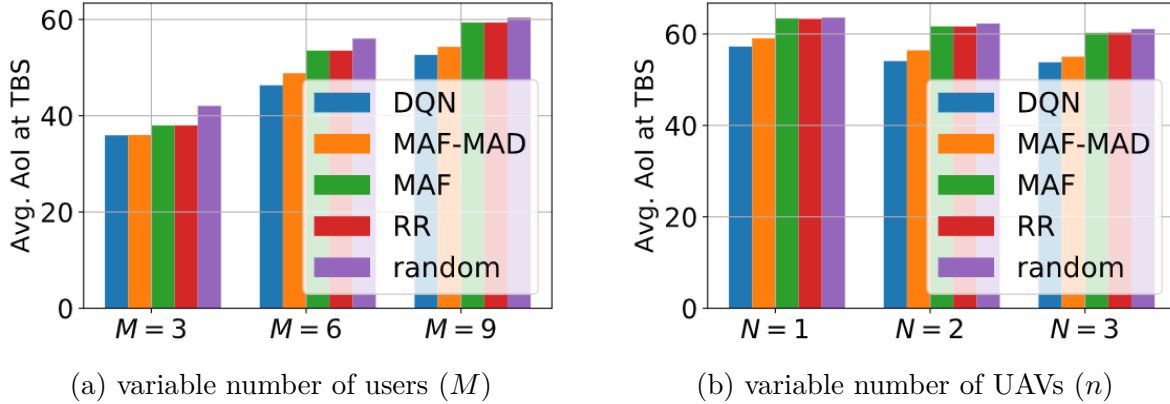 Avg. AoI at TBS
60
40
20
0
DQN
MAF-MAD
MAF
RR
random
M = 3
M = 6
M = 9
(a) variable number of users (M)
Avg. AoI at TBS
60
40
20
0
DQN
MAF-MAD
MAF
RR
random
N = 1
N = 2
N = 3
(b) variable number of UAVs (n)